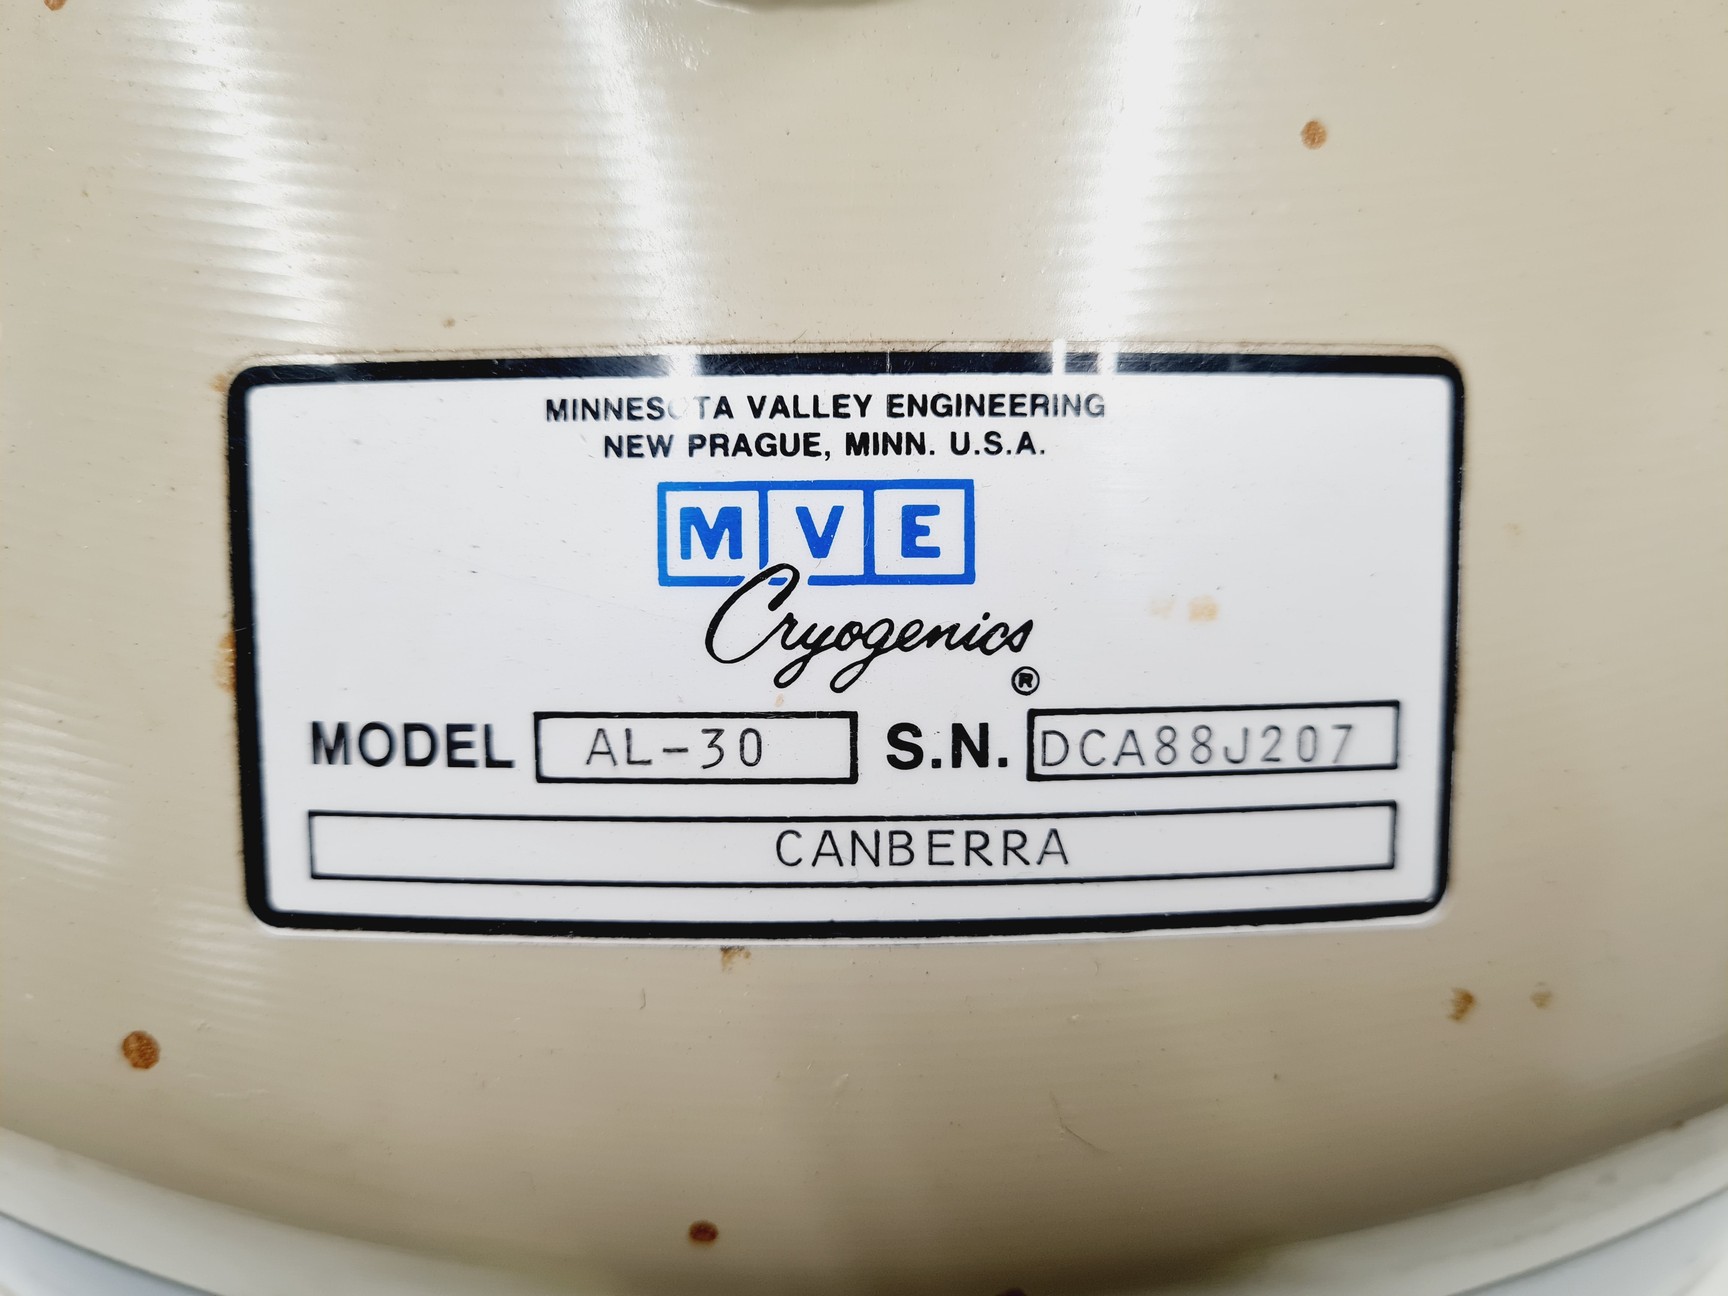 MINNESOTA VALLEY ENGINEERING
NEW PRAGUE, MINN. U.S.A.
MVE
Cryogenics®
MODEL AL-30 S.N. DCA88J207
CANBERRA